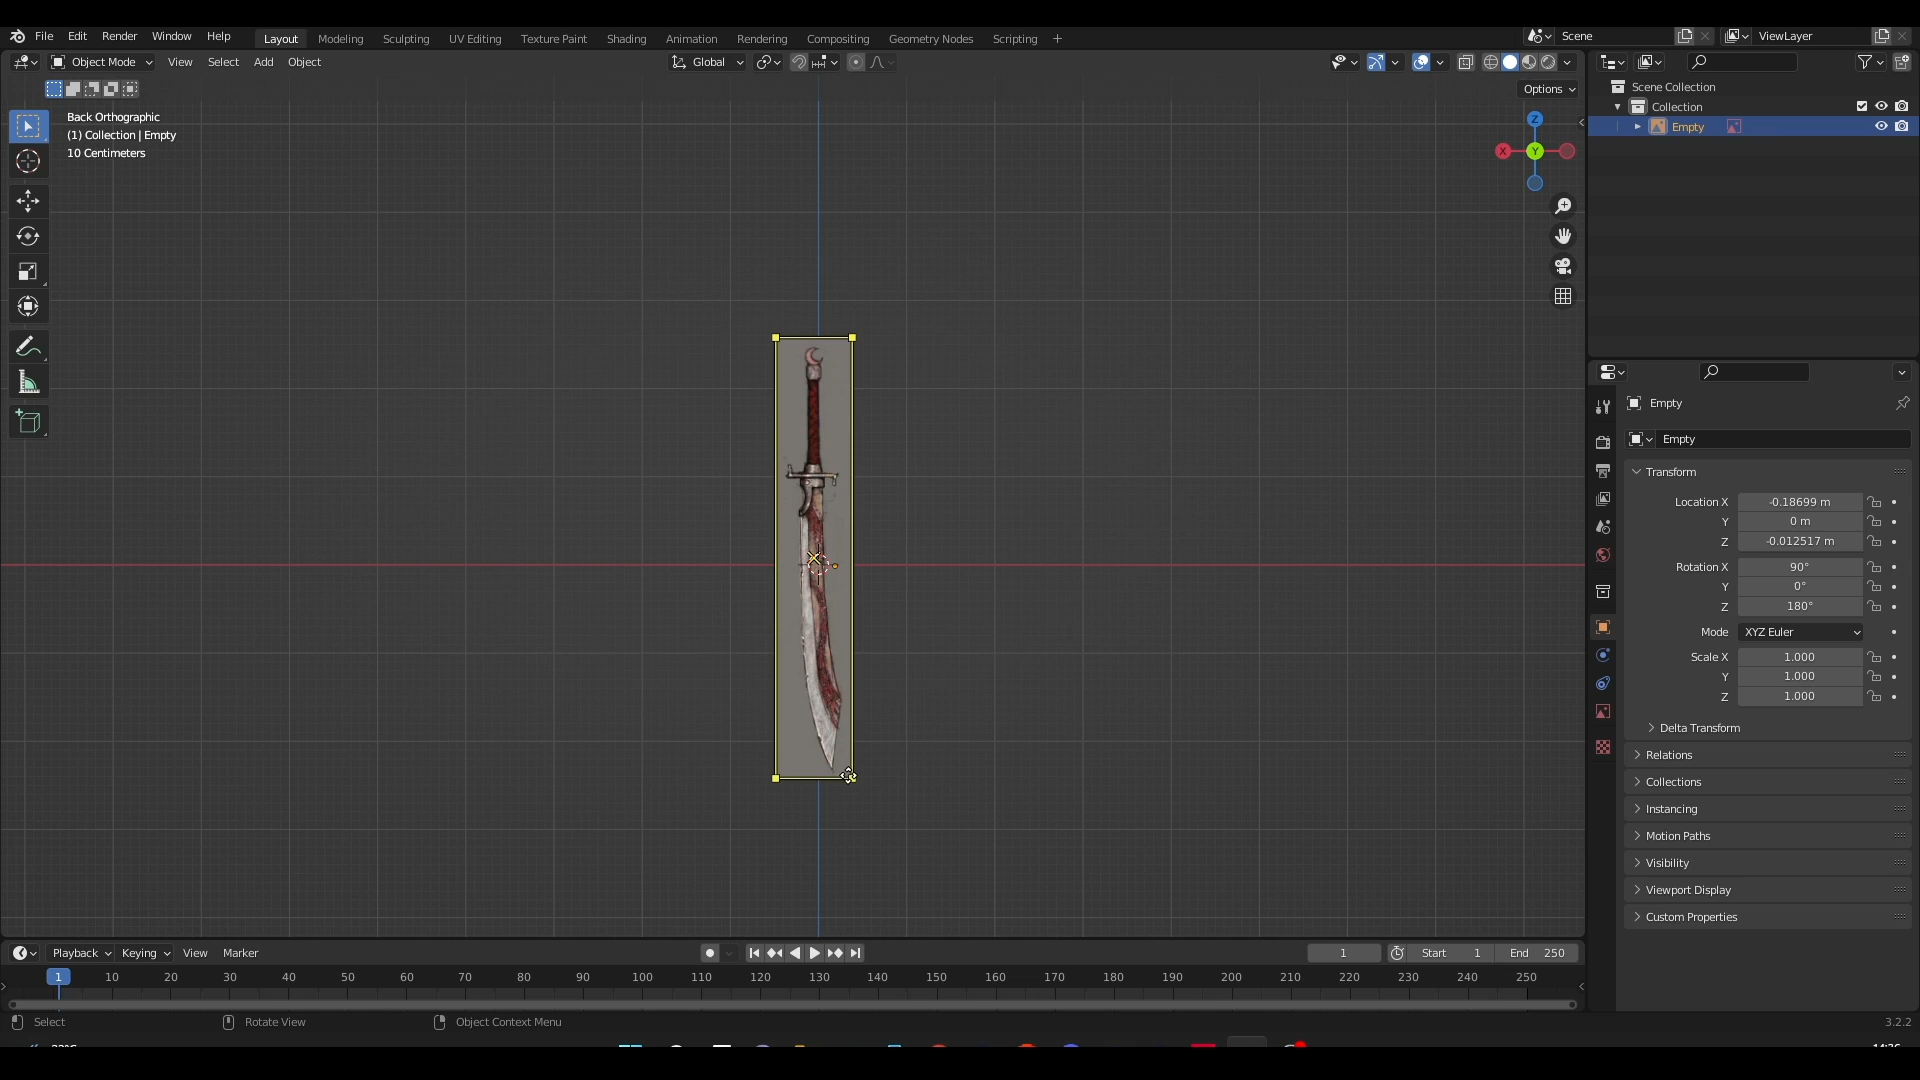 File Edit Render Window Help Layout Modeling Sculpting UV Editing Texture Paint Shading Animation Rendering Compositing Geometry Nodes Scripting + Scene ViewLayer
Object Mode View Select Add Object Global
Options
Back Orthographic
(1) Collection | Empty
10 Centimeters
Z
X Y
Scene Collection
Collection
Empty
Empty
Empty
Transform
Location X -0.18699 m
Y 0 m
Z -0.012517 m
Rotation X 90°
Y 0°
Z 180°
Mode XYZ Euler
Scale X 1.000
Y 1.000
Z 1.000
Delta Transform
Relations
Collections
Instancing
Motion Paths
Visibility
Viewport Display
Custom Properties
Playback Keying View Marker 1 Start 1 End 250
1 10 20 30 40 50 60 70 80 90 100 110 120 130 140 150 160 170 180 190 200 210 220 230 240 250
Select Rotate View Object Context Menu 3.2.2